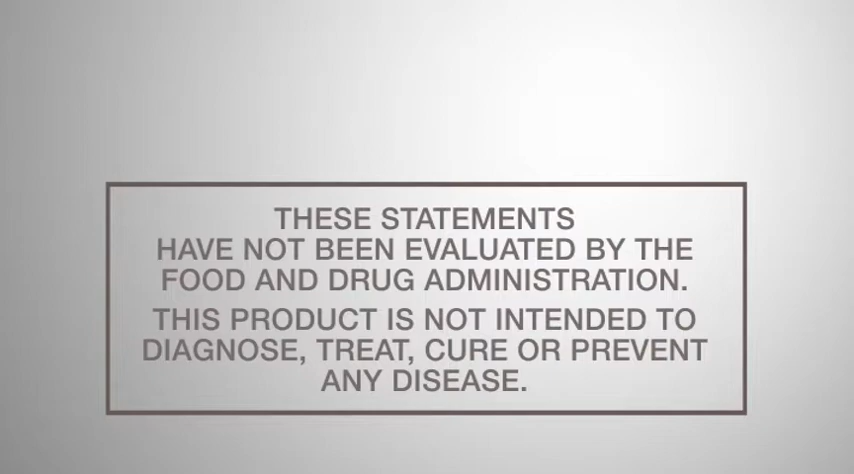 THESE STATEMENTS
HAVE NOT BEEN EVALUATED BY THE
FOOD AND DRUG ADMINISTRATION.
THIS PRODUCT IS NOT INTENDED TO
DIAGNOSE, TREAT, CURE OR PREVENT
ANY DISEASE.